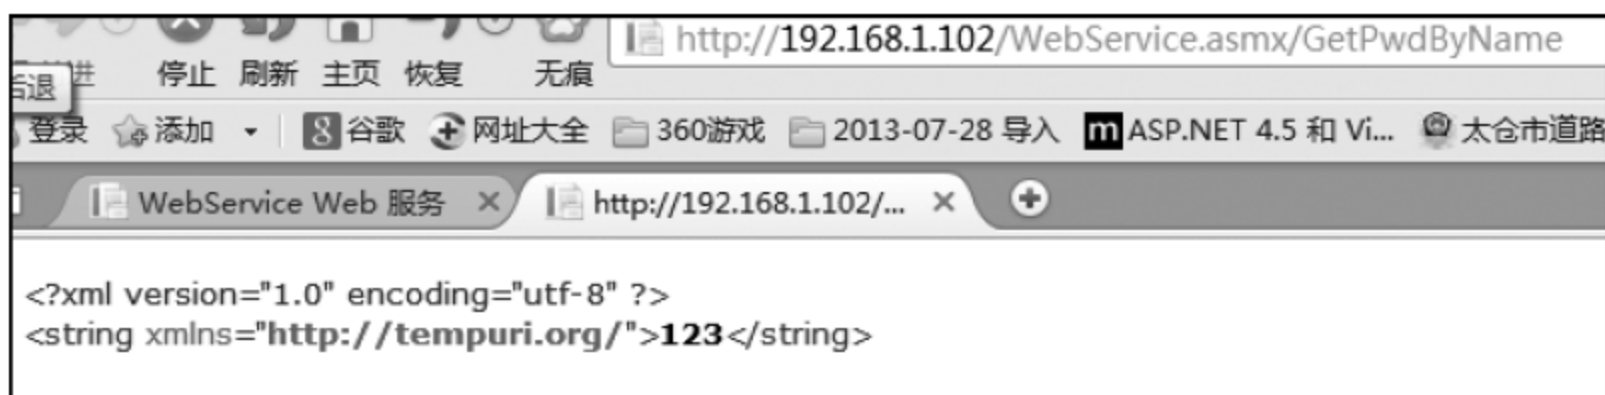 http://192.168.1.102/WebService.asmx/GetPwdByName
后退 进 停止 刷新 主页 恢复 无痕
登录 添加 谷歌 网址大全 360游戏 2013-07-28 导入 m ASP.NET 4.5 和 Vi... 太仓市道路
WebService Web 服务 http://192.168.1.102/...
<?xml version="1.0" encoding="utf-8" ?>
<string xmlns="http://tempuri.org/">123</string>